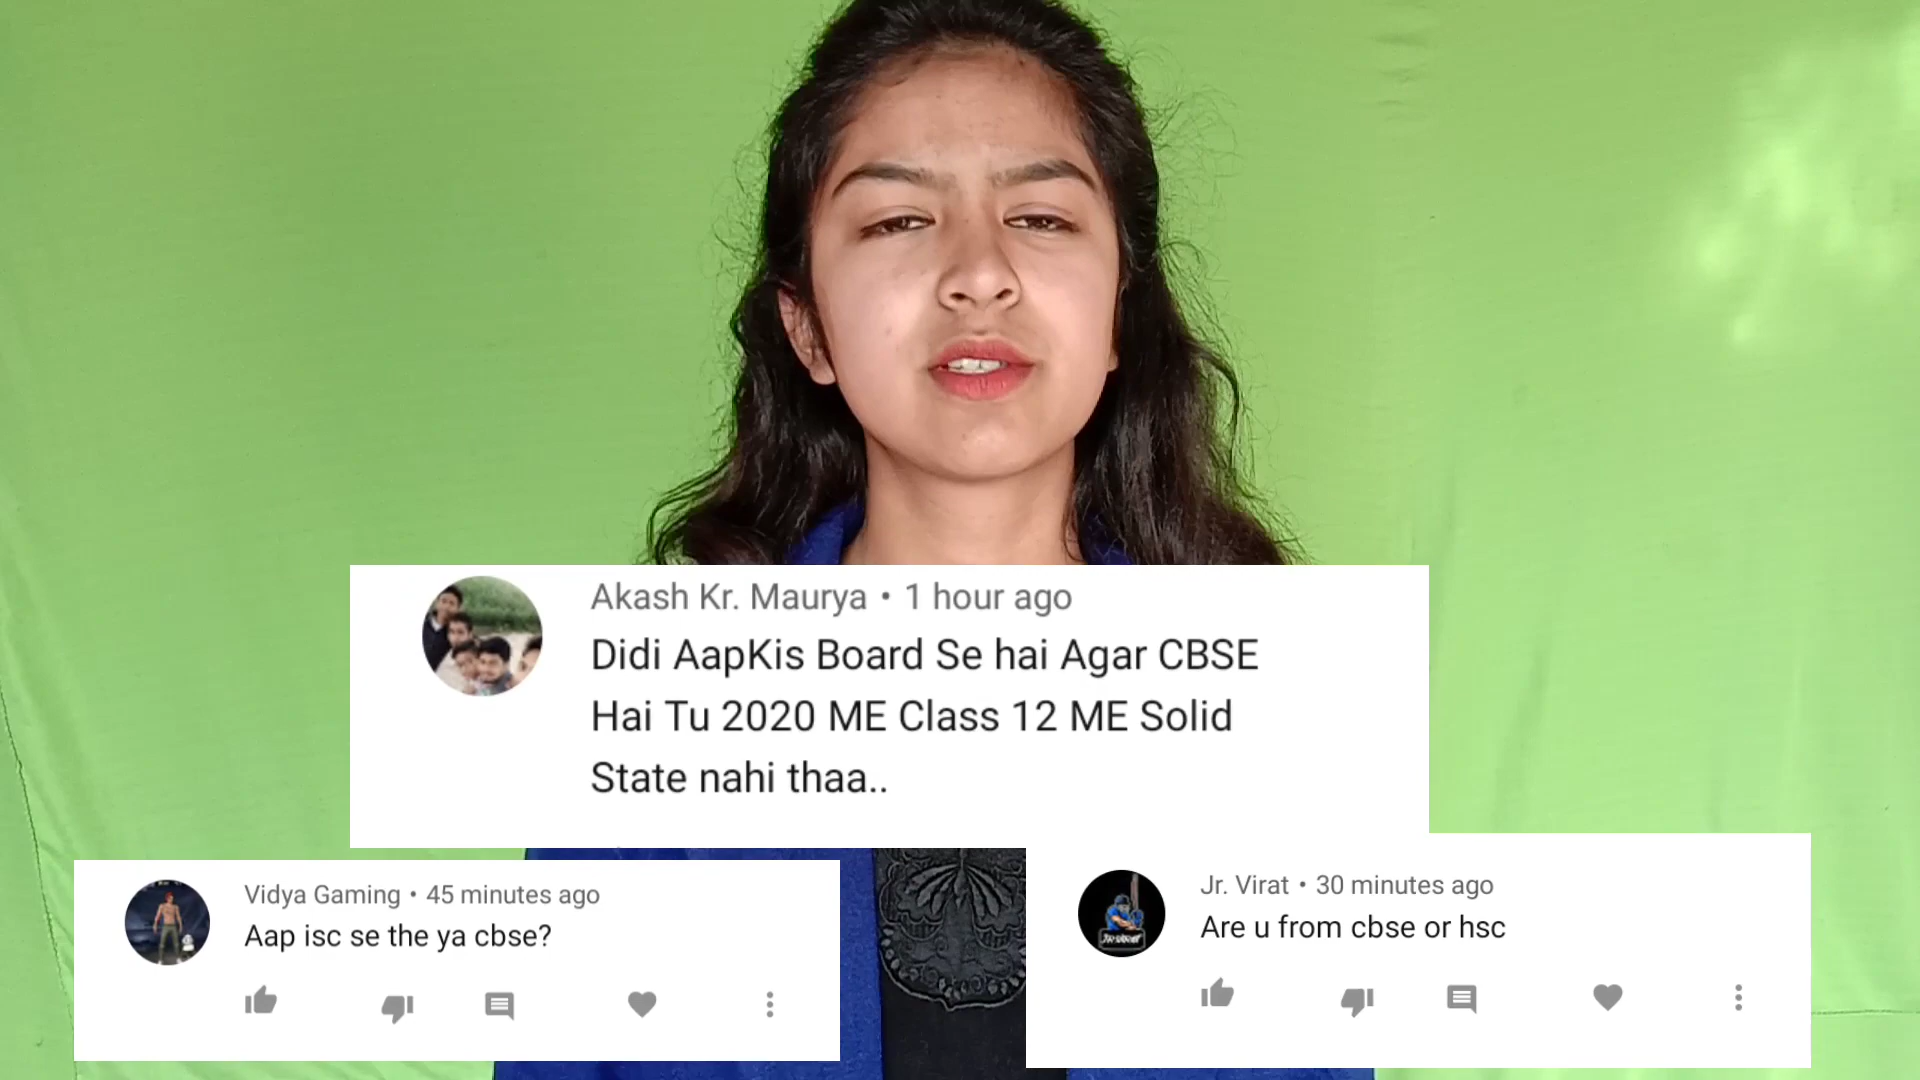 Akash Kr. Maurya • 1 hour ago
Didi AapKis Board Se hai Agar CBSE
Hai Tu 2020 ME Class 12 ME Solid
State nahi thaa..
Vidya Gaming • 45 minutes ago
Aap isc se the ya cbse?
Jr. Virat • 30 minutes ago
Are u from cbse or hsc